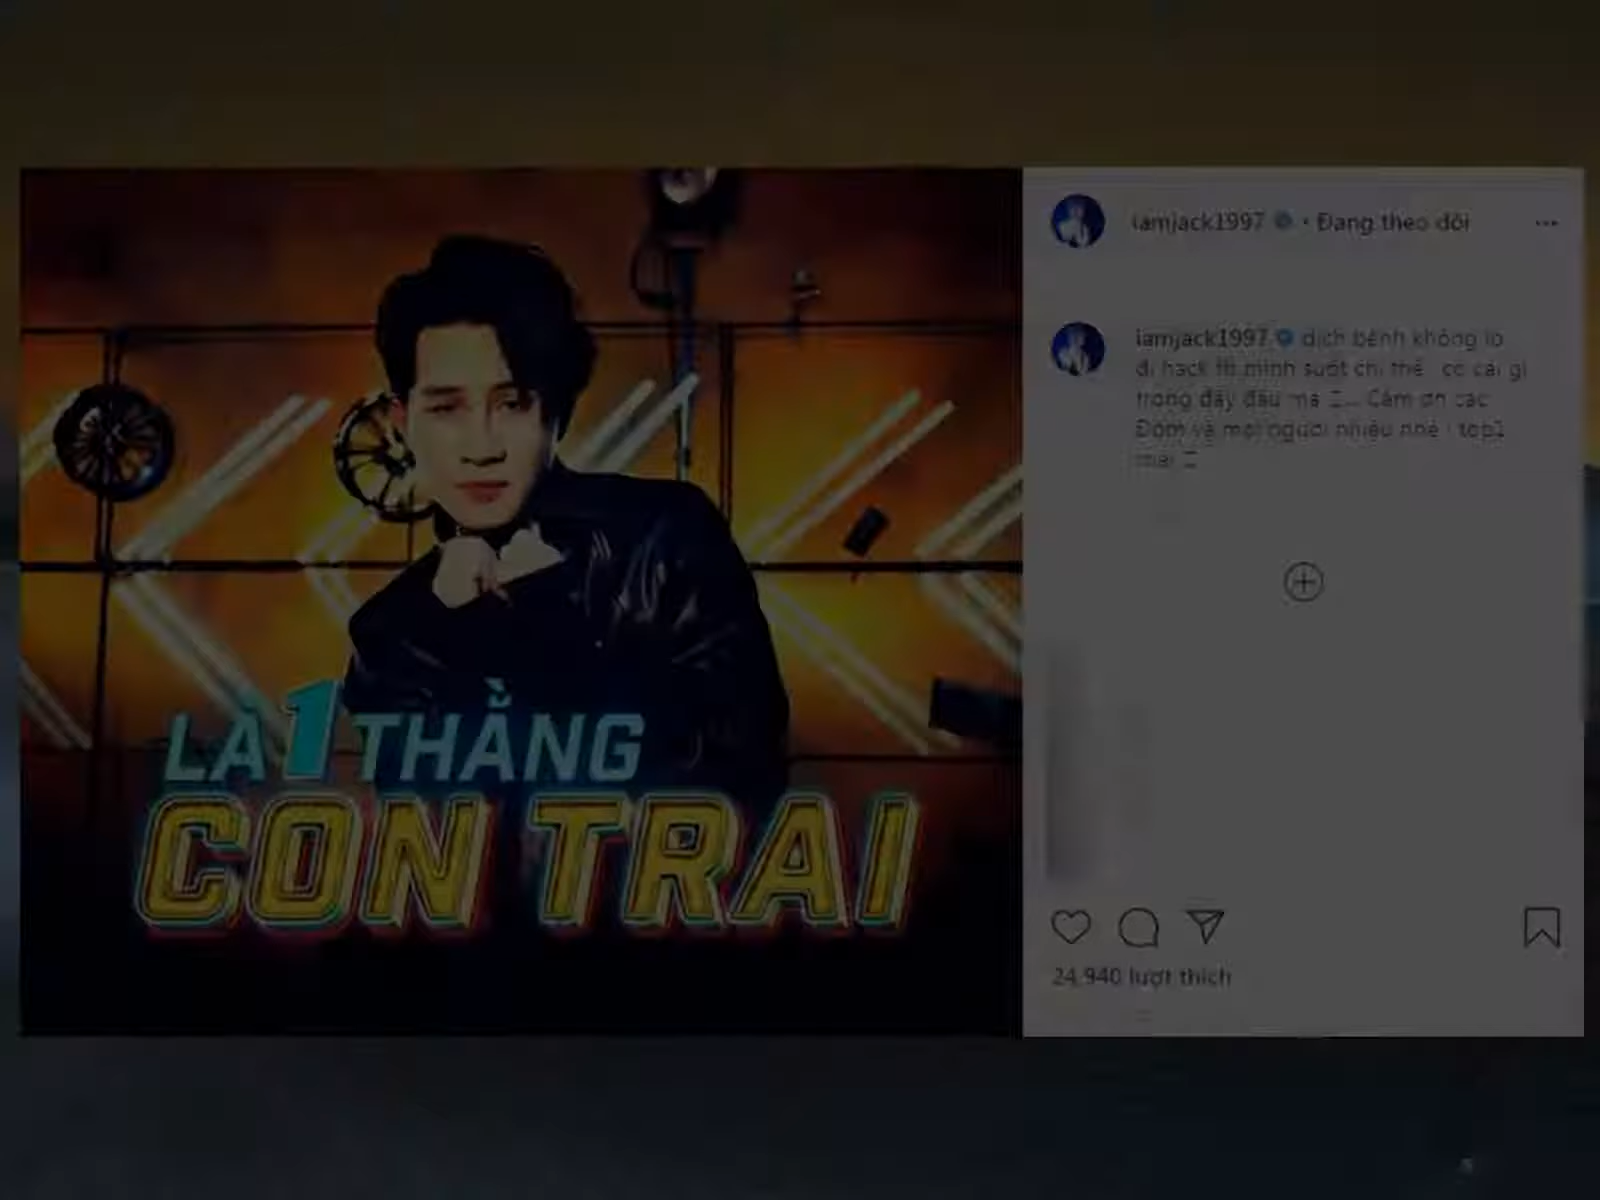 LÀ 1 THẰNG
CON TRAI
iamjack1997 • Đang theo dõi
iamjack1997 dịch bệnh không lo
đi hack fb mình suốt chi thế có cái gì
trong đấy đâu mà ... Cảm ơn các
Đóm và mọi người nhiều nhé top1
24,940 lượt thích